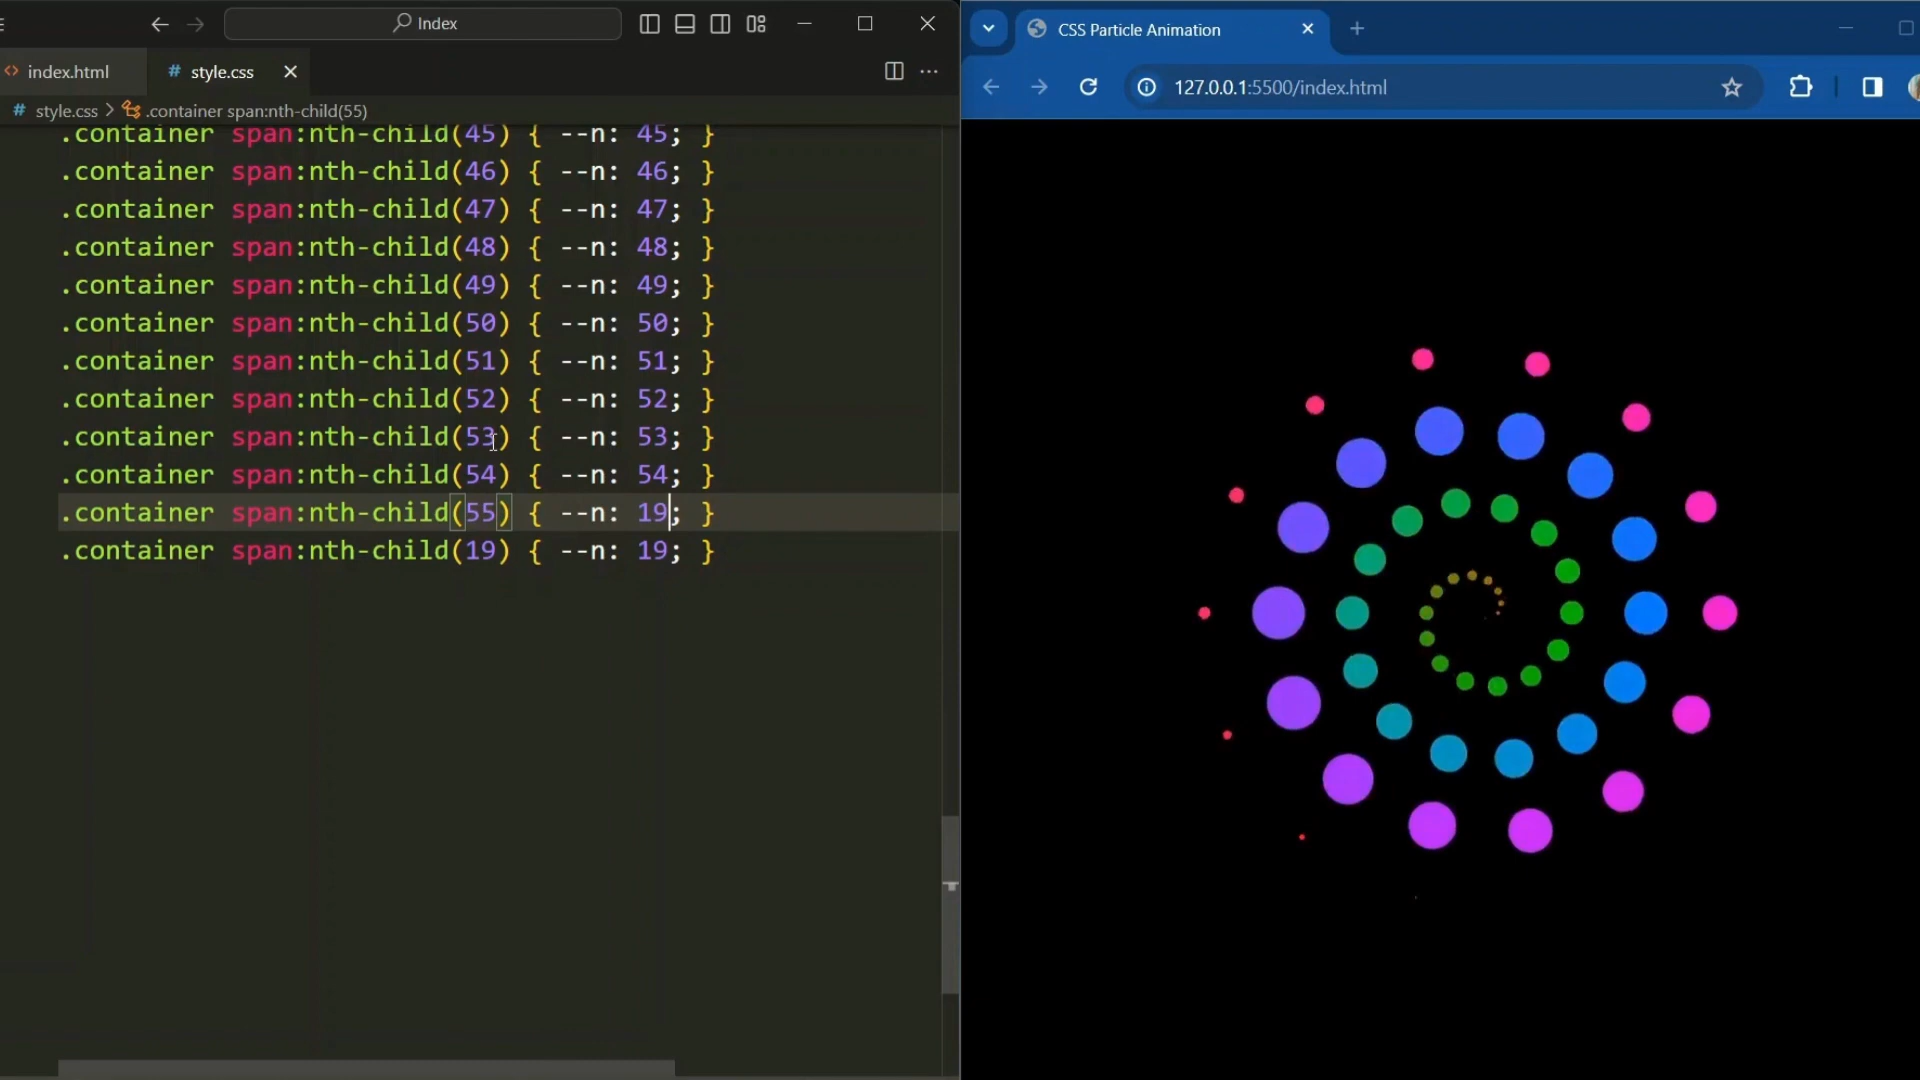 Index
index.html
# style.css
# style.css > .container span:nth-child(55)
.container span:nth-child(45) { --n: 45; }
.container span:nth-child(46) { --n: 46; }
.container span:nth-child(47) { --n: 47; }
.container span:nth-child(48) { --n: 48; }
.container span:nth-child(49) { --n: 49; }
.container span:nth-child(50) { --n: 50; }
.container span:nth-child(51) { --n: 51; }
.container span:nth-child(52) { --n: 52; }
.container span:nth-child(53) { --n: 53; }
.container span:nth-child(54) { --n: 54; }
.container span:nth-child(55) { --n: 19; }
.container span:nth-child(19) { --n: 19; }
CSS Particle Animation
127.0.0.1:5500/index.html